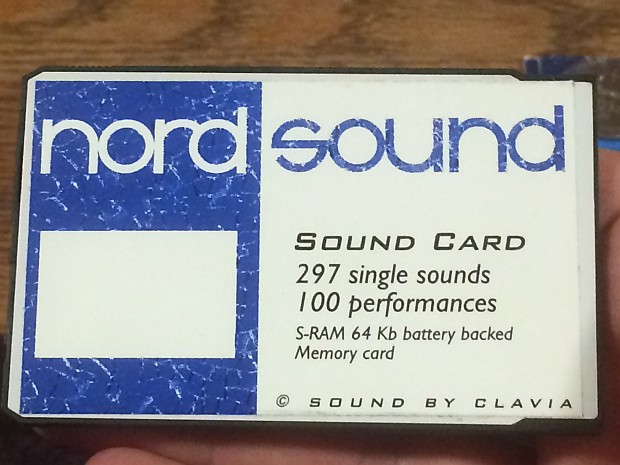 nord sound
SOUND CARD
297 single sounds
100 performances
S-RAM 64 Kb battery backed
Memory card
© SOUND BY CLAVIA